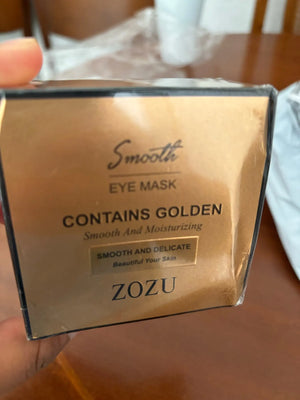 Smooth
EYE MASK
CONTAINS GOLDEN
Smooth And Moisturizing
SMOOTH AND DELICATE
Beautiful Your Skin
ZOZU